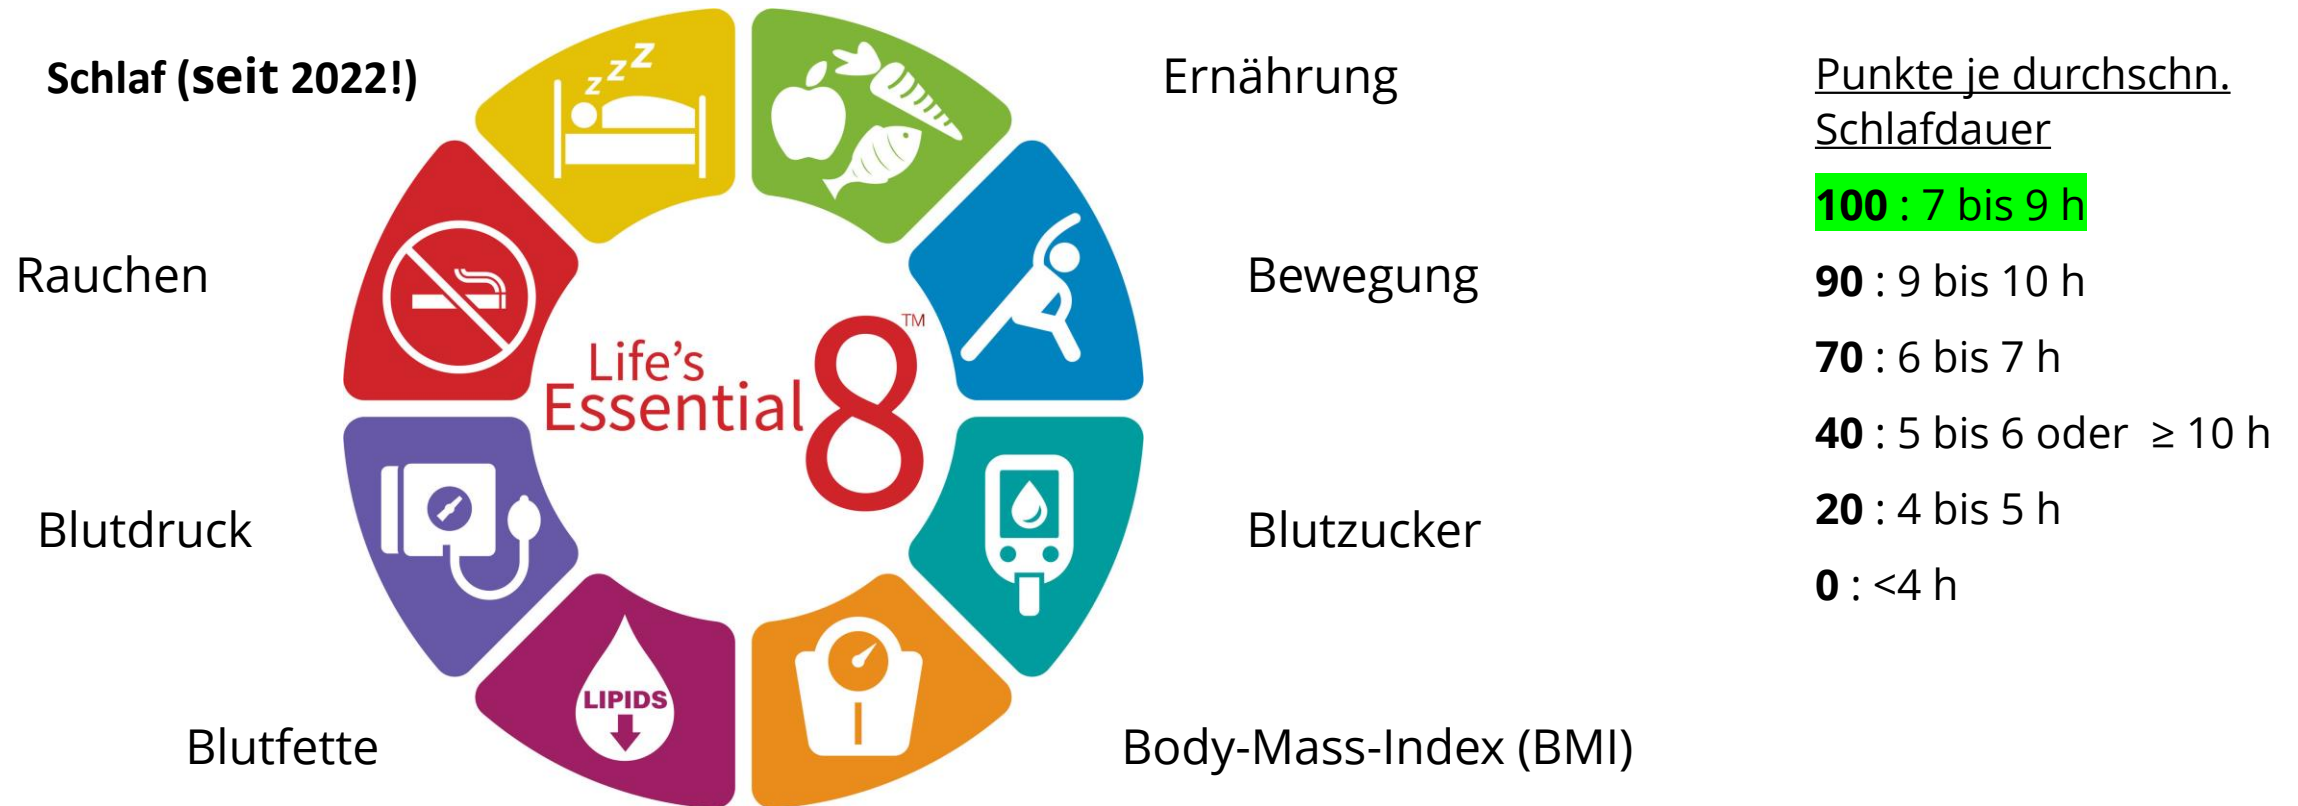 Schlaf (seit 2022!)
Ernährung
Rauchen
Bewegung
Life's
Essential 8™
Blutdruck
Blutzucker
LIPIDS
Blutfette
Body-Mass-Index (BMI)
Punkte je durchschn.
Schlafdauer
100 : 7 bis 9 h
90 : 9 bis 10 h
70 : 6 bis 7 h
40 : 5 bis 6 oder ≥ 10 h
20 : 4 bis 5 h
0 : <4 h
zzZ